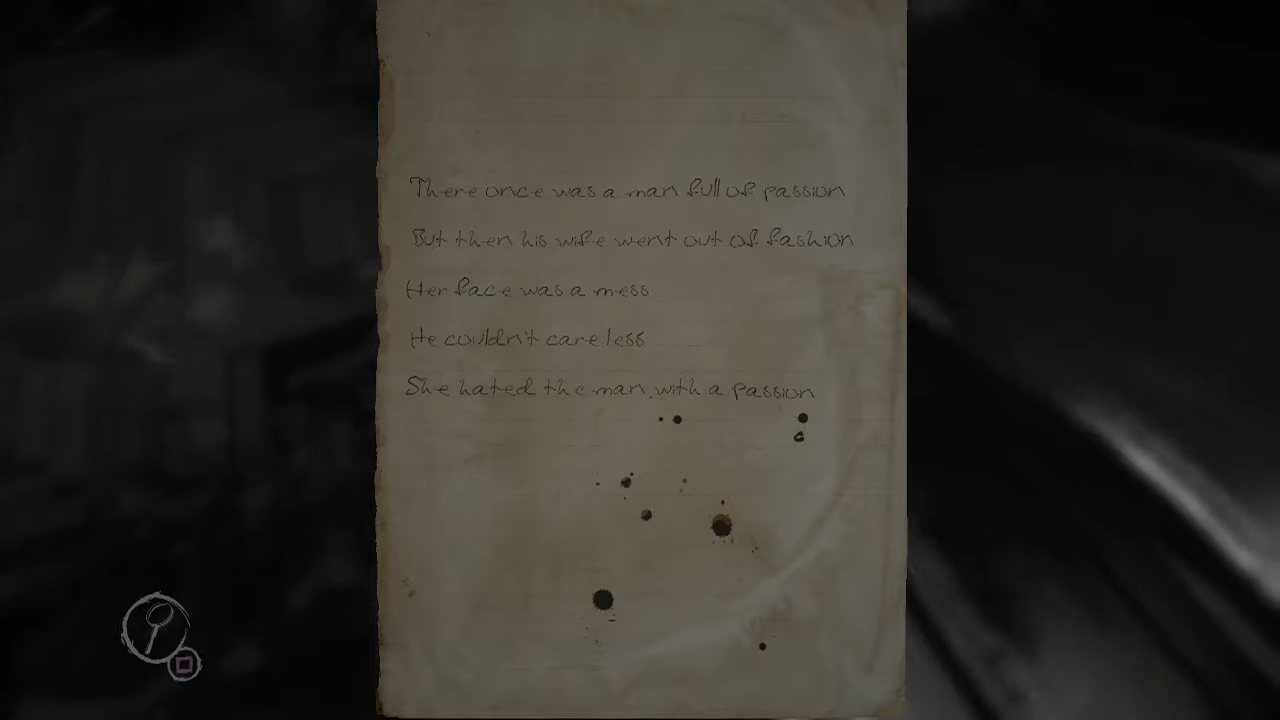 There once was a man full of passion
But then his wife went out of fashion
Her face was a mess
He couldn't care less
She hated the man with a passion